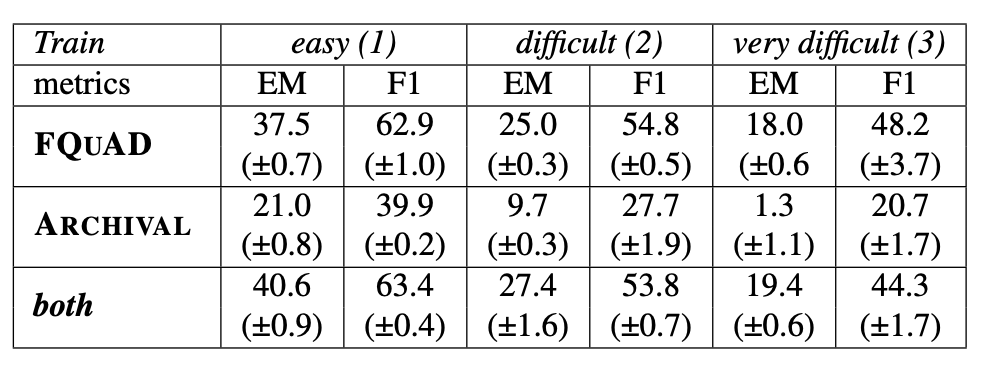 Train easy (1) difficult (2) very difficult (3)
metrics EM F1 EM F1 EM F1
FQUAD 37.5 62.9 25.0 54.8 18.0 48.2
(±0.7) (±1.0) (±0.3) (±0.5) (±0.6 (±3.7)
ARCHIVAL 21.0 39.9 9.7 27.7 1.3 20.7
(±0.8) (±0.2) (±0.3) (±1.9) (±1.1) (±1.7)
both 40.6 63.4 27.4 53.8 19.4 44.3
(±0.9) (±0.4) (±1.6) (±0.7) (±0.6) (±1.7)